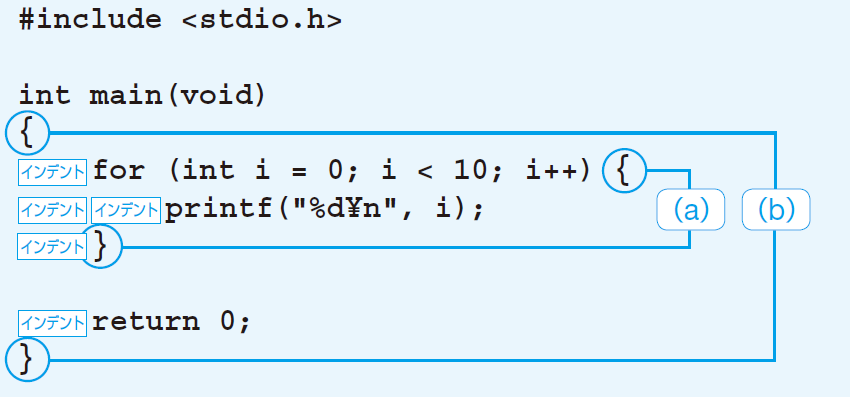 #include <stdio.h>
int main(void)
{
インデント for (int i = 0; i < 10; i++) {
インデント インデント printf("%d¥n", i);
(a) (b)
インデント }
インデント return 0;
}